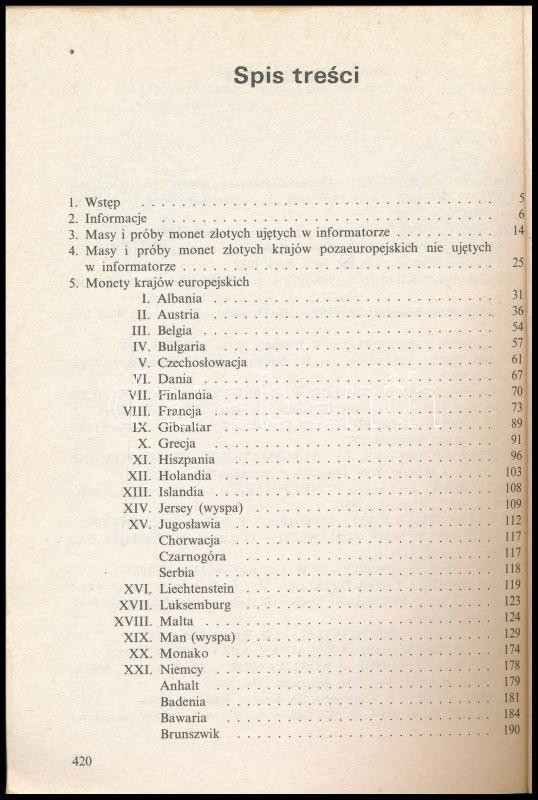 Spis treści
1. Wstęp . . . . . 5
2. Informacje . . . . . 6
3. Masy i próby monet złotych ujętych w informatorze . . . . . 14
4. Masy i próby monet złotych krajów pozaeuropejskich nie ujętych
w informatorze . . . . . 25
5. Monety krajów europejskich
I. Albania . . . . . 31
II. Austria . . . . . 36
III. Belgia . . . . . 54
IV. Bułgaria . . . . . 57
V. Czechosłowacja . . . . . 61
VI. Dania . . . . . 67
VII. Finlandia . . . . . 70
VIII. Francja . . . . . 73
IX. Gibraltar . . . . . 89
X. Grecja . . . . . 91
XI. Hiszpania . . . . . 96
XII. Holandia . . . . . 103
XIII. Islandia . . . . . 108
XIV. Jersey (wyspa) . . . . . 109
XV. Jugosławia . . . . . 112
Chorwacja . . . . . 117
Czarnogóra . . . . . 117
Serbia . . . . . 118
XVI. Liechtenstein . . . . . 119
XVII. Luksemburg . . . . . 123
XVIII. Malta . . . . . 124
XIX. Man (wyspa) . . . . . 129
XX. Monako . . . . . 174
XXI. Niemcy . . . . . 178
Anhalt . . . . . 179
Badenia . . . . . 181
Bawaria . . . . . 184
Brunszwik . . . . . 190
420